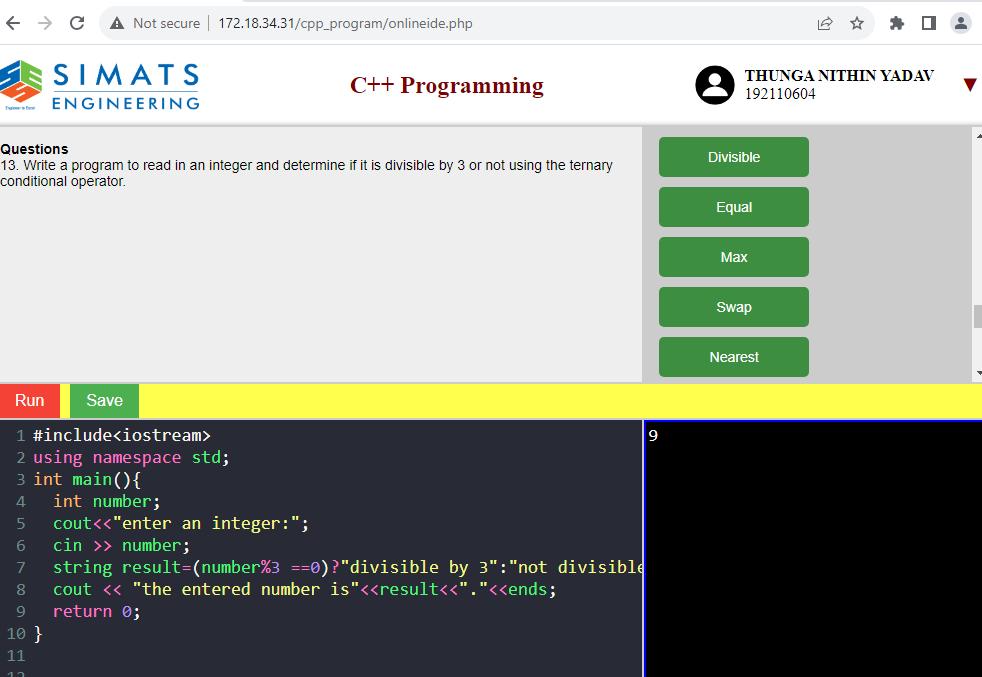 Not secure
172.18.34.31/cpp_program/onlineide.php
SIMATS
ENGINEERING
Engineer to Excel
C++ Programming
THUNGA NITHIN YADAV
192110604
Questions
13. Write a program to read in an integer and determine if it is divisible by 3 or not using the ternary
conditional operator.
Divisible
Equal
Max
Swap
Nearest
Run
Save
1 #include<iostream>
2 using namespace std;
3 int main(){
4 int number;
5 cout<<"enter an integer:";
6 cin >> number;
7 string result=(number%3 ==0)?"divisible by 3":"not divisible
8 cout << "the entered number is"<<result<<"."<<ends;
9 return 0;
10 }
11
12
9